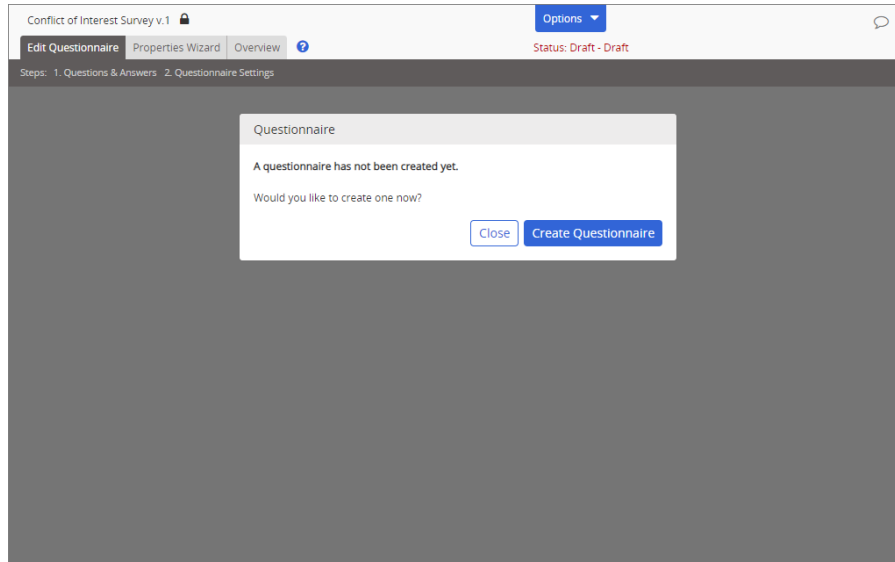 Conflict of Interest Survey v.1
Options
Edit Questionnaire Properties Wizard Overview ?
Status: Draft - Draft
Steps: 1. Questions & Answers 2. Questionnaire Settings
Questionnaire
A questionnaire has not been created yet.
Would you like to create one now?
Close Create Questionnaire